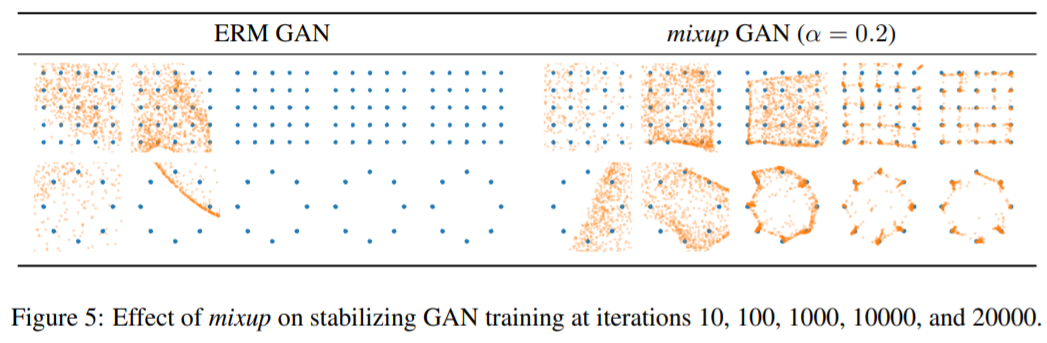 ERM GAN
mixup GAN (α = 0.2)
Figure 5: Effect of mixup on stabilizing GAN training at iterations 10, 100, 1000, 10000, and 20000.